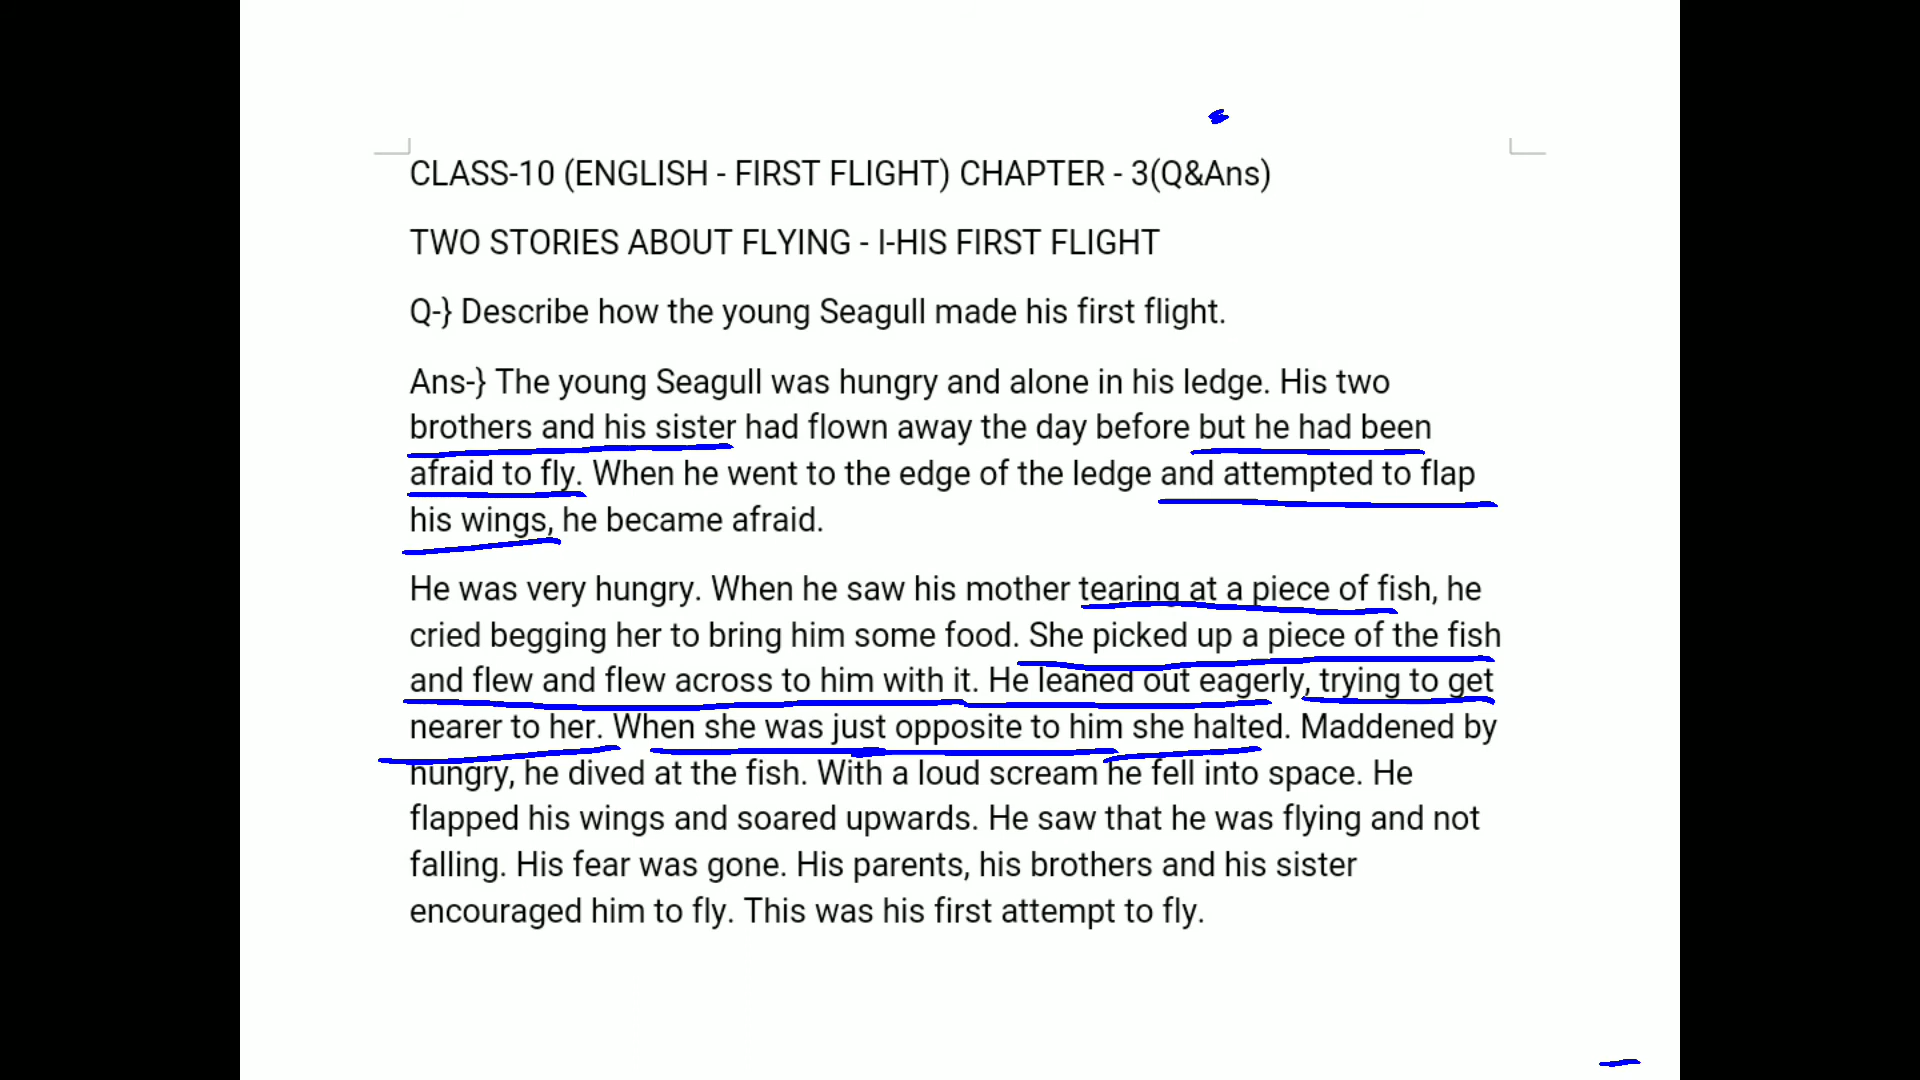 CLASS-10 (ENGLISH - FIRST FLIGHT) CHAPTER - 3(Q&Ans)
TWO STORIES ABOUT FLYING - I-HIS FIRST FLIGHT
Q-} Describe how the young Seagull made his first flight.
Ans-} The young Seagull was hungry and alone in his ledge. His two
brothers and his sister had flown away the day before but he had been
afraid to fly. When he went to the edge of the ledge and attempted to flap
his wings, he became afraid.
He was very hungry. When he saw his mother tearing at a piece of fish, he
cried begging her to bring him some food. She picked up a piece of the fish
and flew and flew across to him with it. He leaned out eagerly, trying to get
nearer to her. When she was just opposite to him she halted. Maddened by
hungry, he dived at the fish. With a loud scream he fell into space. He
flapped his wings and soared upwards. He saw that he was flying and not
falling. His fear was gone. His parents, his brothers and his sister
encouraged him to fly. This was his first attempt to fly.